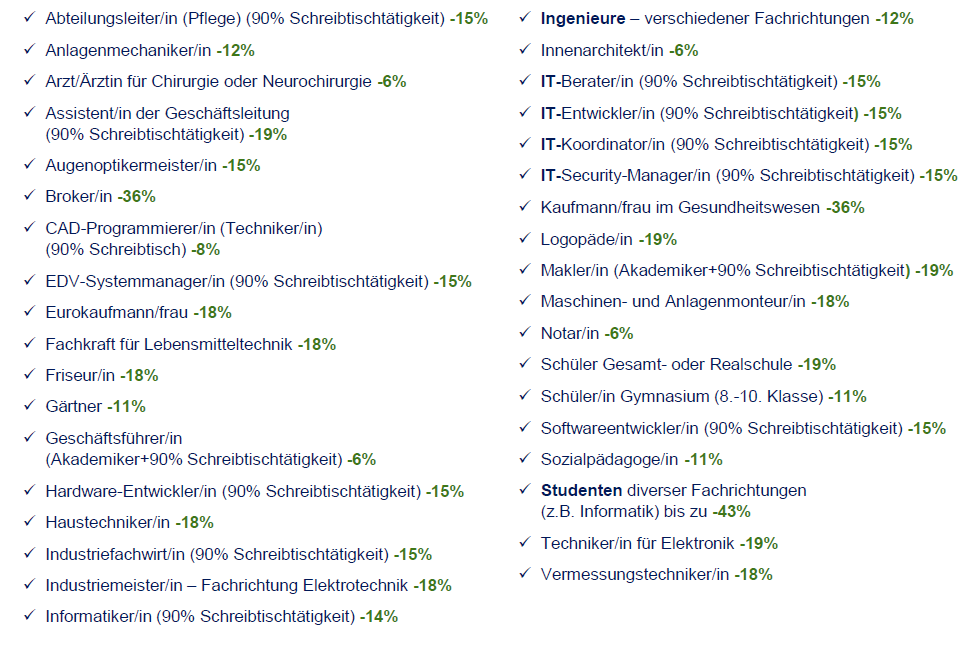 ✓ Abteilungsleiter/in (Pflege) (90% Schreibtischtätigkeit) -15%
✓ Anlagenmechaniker/in -12%
✓ Arzt/Ärztin für Chirurgie oder Neurochirurgie -6%
✓ Assistent/in der Geschäftsleitung
(90% Schreibtischtätigkeit) -19%
✓ Augenoptikermeister/in -15%
✓ Broker/in -36%
✓ CAD-Programmierer/in (Techniker/in)
(90% Schreibtisch) -8%
✓ EDV-Systemmanager/in (90% Schreibtischtätigkeit) -15%
✓ Eurokaufmann/frau -18%
✓ Fachkraft für Lebensmitteltechnik -18%
✓ Friseur/in -18%
✓ Gärtner -11%
✓ Geschäftsführer/in
(Akademiker+90% Schreibtischtätigkeit) -6%
✓ Hardware-Entwickler/in (90% Schreibtischtätigkeit) -15%
✓ Haustechniker/in -18%
✓ Industriefachwirt/in (90% Schreibtischtätigkeit) -15%
✓ Industriemeister/in – Fachrichtung Elektrotechnik -18%
✓ Informatiker/in (90% Schreibtischtätigkeit) -14%
✓ Ingenieure – verschiedener Fachrichtungen -12%
✓ Innenarchitekt/in -6%
✓ IT-Berater/in (90% Schreibtischtätigkeit) -15%
✓ IT-Entwickler/in (90% Schreibtischtätigkeit) -15%
✓ IT-Koordinator/in (90% Schreibtischtätigkeit) -15%
✓ IT-Security-Manager/in (90% Schreibtischtätigkeit) -15%
✓ Kaufmann/frau im Gesundheitswesen -36%
✓ Logopäde/in -19%
✓ Makler/in (Akademiker+90% Schreibtischtätigkeit) -19%
✓ Maschinen- und Anlagenmonteur/in -18%
✓ Notar/in -6%
✓ Schüler Gesamt- oder Realschule -19%
✓ Schüler/in Gymnasium (8.-10. Klasse) -11%
✓ Softwareentwickler/in (90% Schreibtischtätigkeit) -15%
✓ Sozialpädagoge/in -11%
✓ Studenten diverser Fachrichtungen
(z.B. Informatik) bis zu -43%
✓ Techniker/in für Elektronik -19%
✓ Vermessungstechniker/in -18%